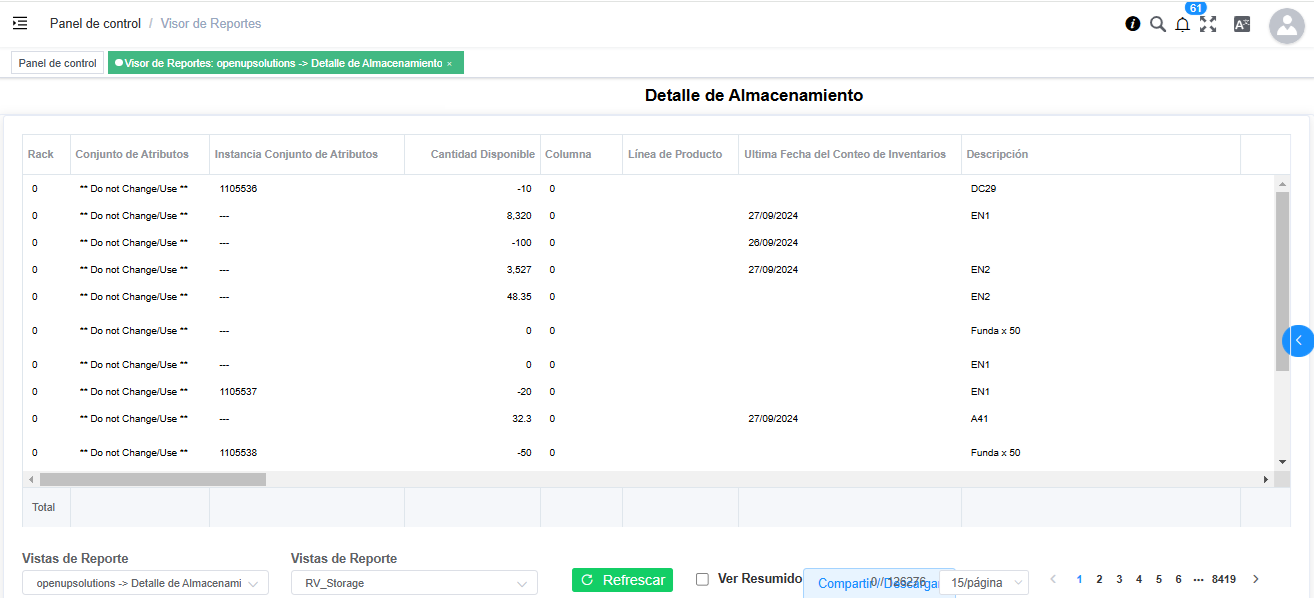 61
Panel de control / Visor de Reportes
Panel de control Visor de Reportes: openupsolutions -> Detalle de Almacenamiento ×
Detalle de Almacenamiento
Rack Conjunto de Atributos Instancia Conjunto de Atributos Cantidad Disponible Columna Línea de Producto Ultima Fecha del Conteo de Inventarios Descripción
0 ** Do not Change/Use ** 1105536 -10 0 DC29
0 ** Do not Change/Use ** --- 8,320 0 27/09/2024 EN1
0 ** Do not Change/Use ** --- -100 0 26/09/2024
0 ** Do not Change/Use ** --- 3,527 0 27/09/2024 EN2
0 ** Do not Change/Use ** --- 48.35 0 EN2
0 ** Do not Change/Use ** --- 0 0 Funda x 50
0 ** Do not Change/Use ** --- 0 0 EN1
0 ** Do not Change/Use ** 1105537 -20 0 EN1
0 ** Do not Change/Use ** --- 32.3 0 27/09/2024 A41
0 ** Do not Change/Use ** 1105538 -50 0 Funda x 50
Total
Vistas de Reporte Vistas de Reporte
openupsolutions -> Detalle de Almacenami RV_Storage Refrescar Ver Resumido Compartir / Descargar 0 / 126276 15/página 1 2 3 4 5 6 ··· 8419